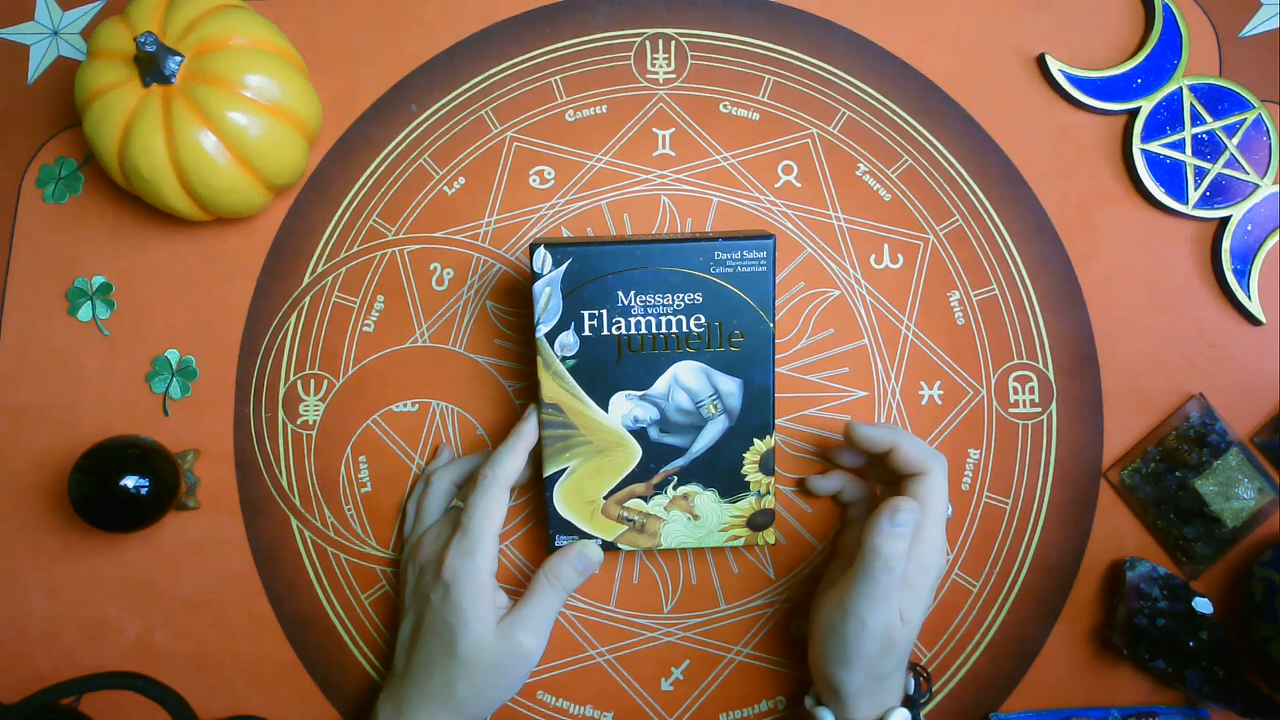 Cancer
Gemin
Leo
Taurus
Virgo
Aries
Libra
Pisces
Sagittarius
Capricorn
David Sabat
Illustrations de
Céline Ananian
Messages
de votre
Flamme
jumelle
Éditions